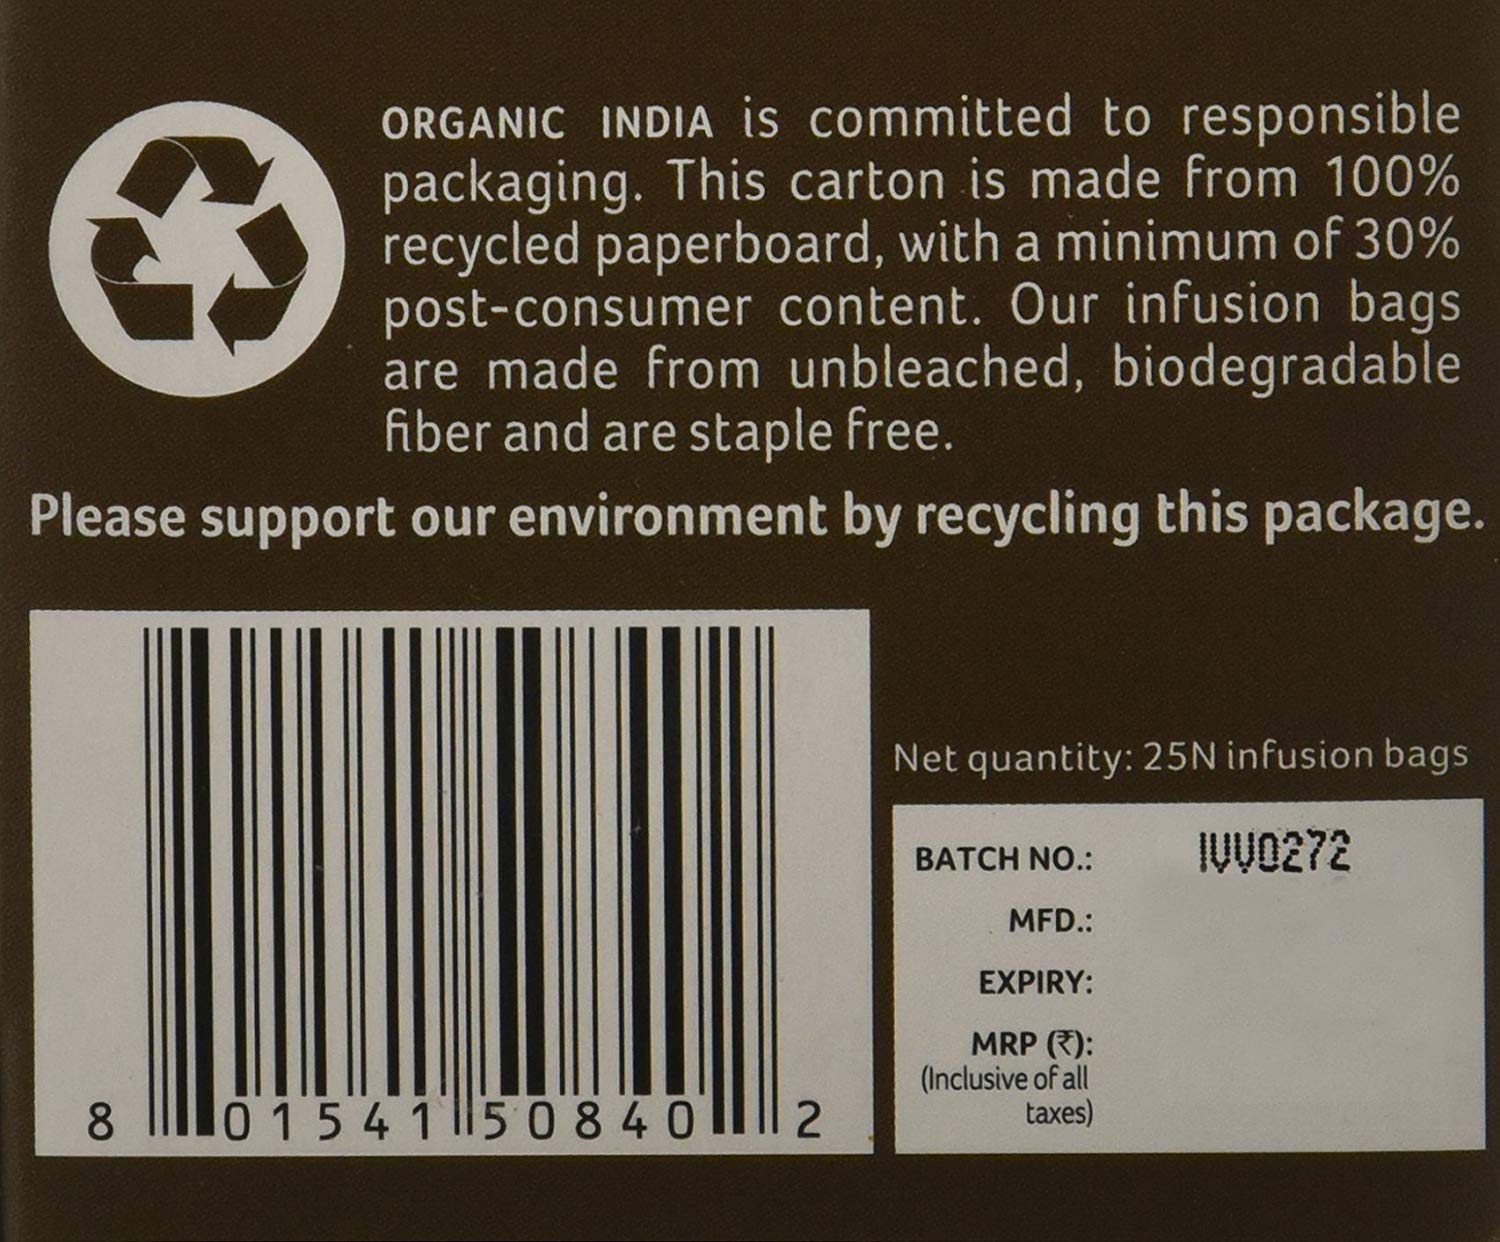 ORGANIC INDIA is committed to responsible
packaging. This carton is made from 100%
recycled paperboard, with a minimum of 30%
post-consumer content. Our infusion bags
are made from unbleached, biodegradable
fiber and are staple free.
Please support our environment by recycling this package.
8 01541 50840 2
Net quantity: 25N infusion bags
BATCH NO.: IVV0272
MFD.:
EXPIRY:
MRP (₹):
(Inclusive of all
taxes)